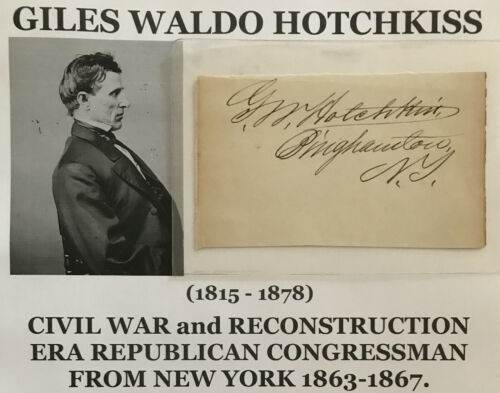 GILES WALDO HOTCHKISS
G. W. Hotchkiss,
Binghamton,
N.Y.
(1815 - 1878)
CIVIL WAR and RECONSTRUCTION
ERA REPUBLICAN CONGRESSMAN
FROM NEW YORK 1863-1867.